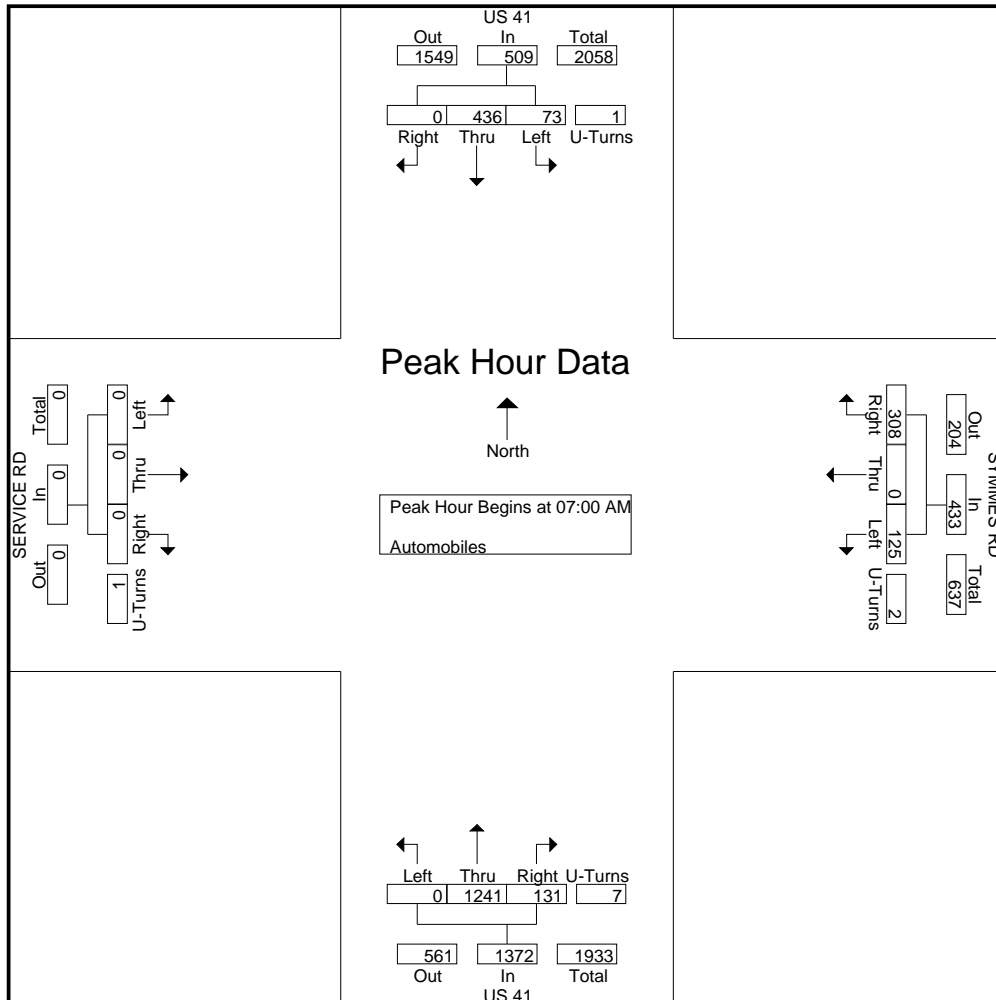 US 41
Out In Total
1549 509 2058
0 436 73 1
Right Thru Left U-Turns
Peak Hour Data
North
Peak Hour Begins at 07:00 AM
Automobiles
SERVICE RD
Total In Out
0 0 0
0 0 0 1
Left Thru Right U-Turns
Right Thru Left U-Turns
308 0 125 2
204 433 637
Out In Total
SYMMES RD
Left Thru Right U-Turns
0 1241 131 7
561 1372 1933
Out In Total
US 41